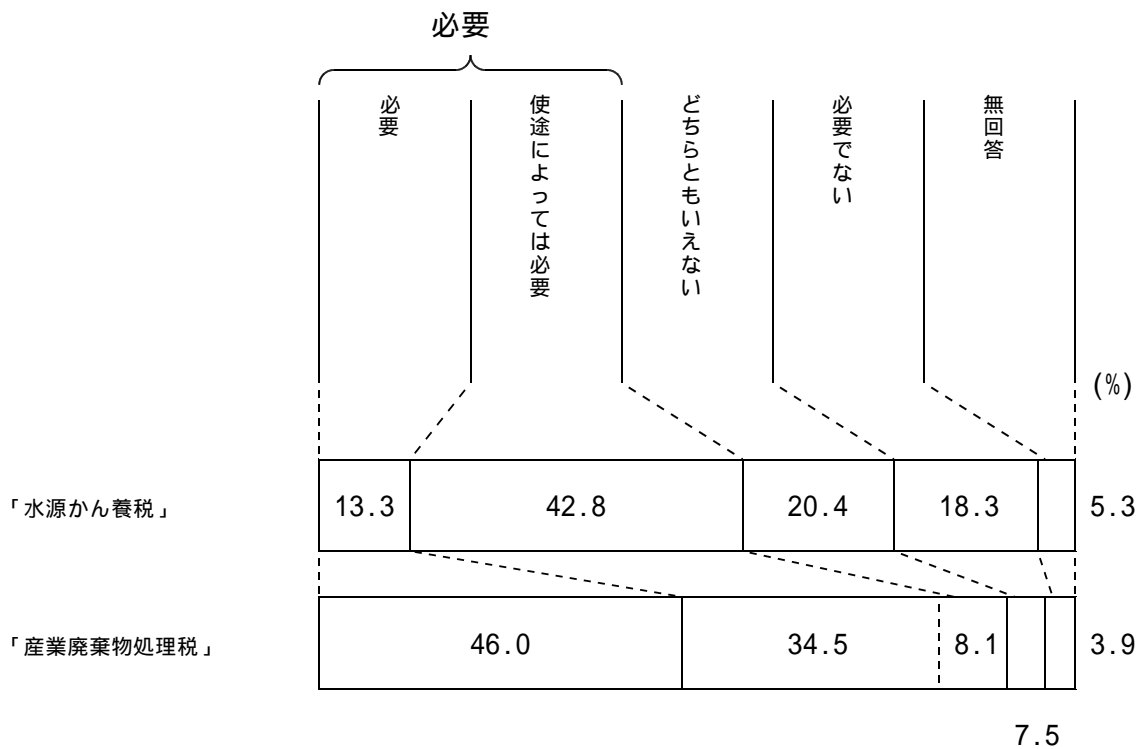 必要
必要
使途によっては必要
どちらともいえない
必要でない
無回答
(%)
「水源かん養税」
13.3
42.8
20.4
18.3
5.3
「産業廃棄物処理税」
46.0
34.5
8.1
3.9
7.5